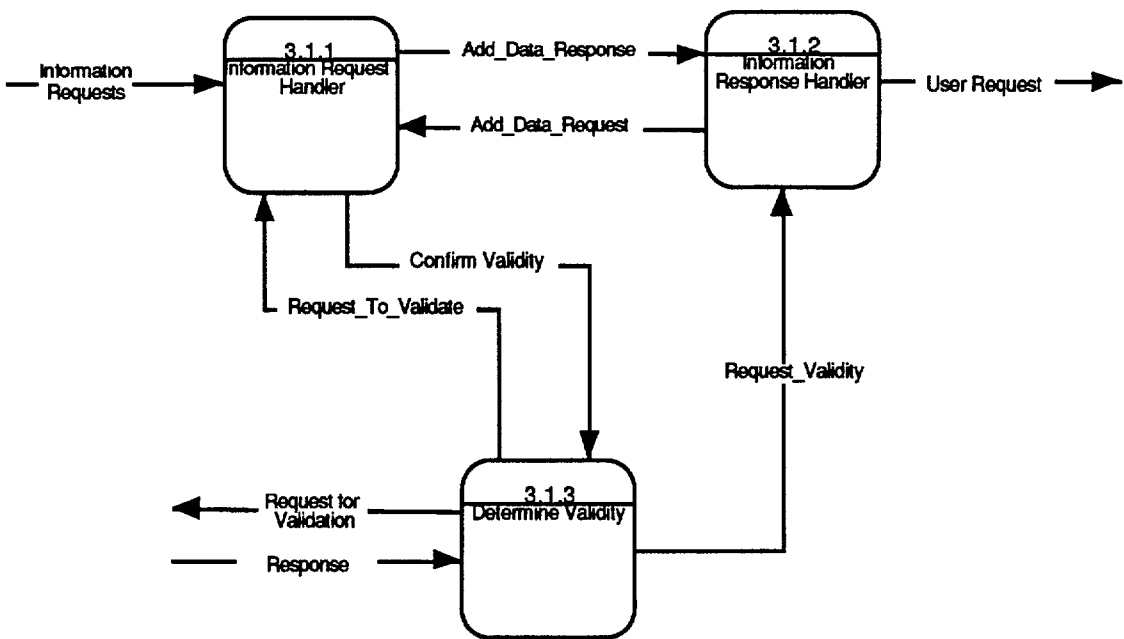 3.1.1
Information Request
Handler
Add_Data_Response
3.1.2
Information
Response Handler
Information
Requests
User Request
Add_Data_Request
Confirm Validity
Request_To_Validate
Request_Validity
3.1.3
Determine Validity
Request for
Validation
Response